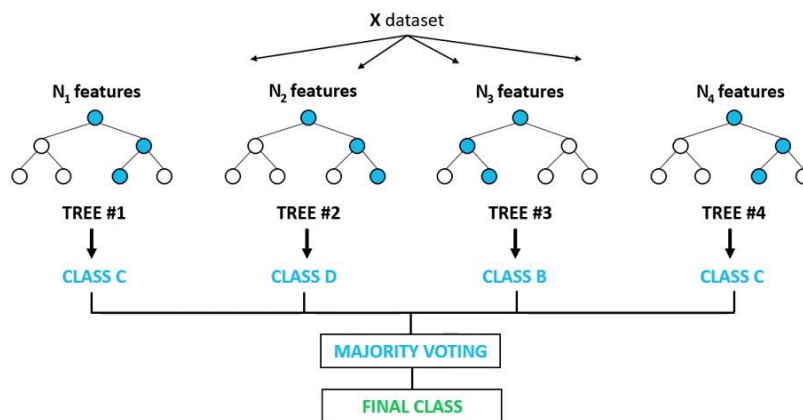 X dataset
N₁ features
N₂ features
N₃ features
N₄ features
TREE #1
TREE #2
TREE #3
TREE #4
CLASS C
CLASS D
CLASS B
CLASS C
MAJORITY VOTING
FINAL CLASS